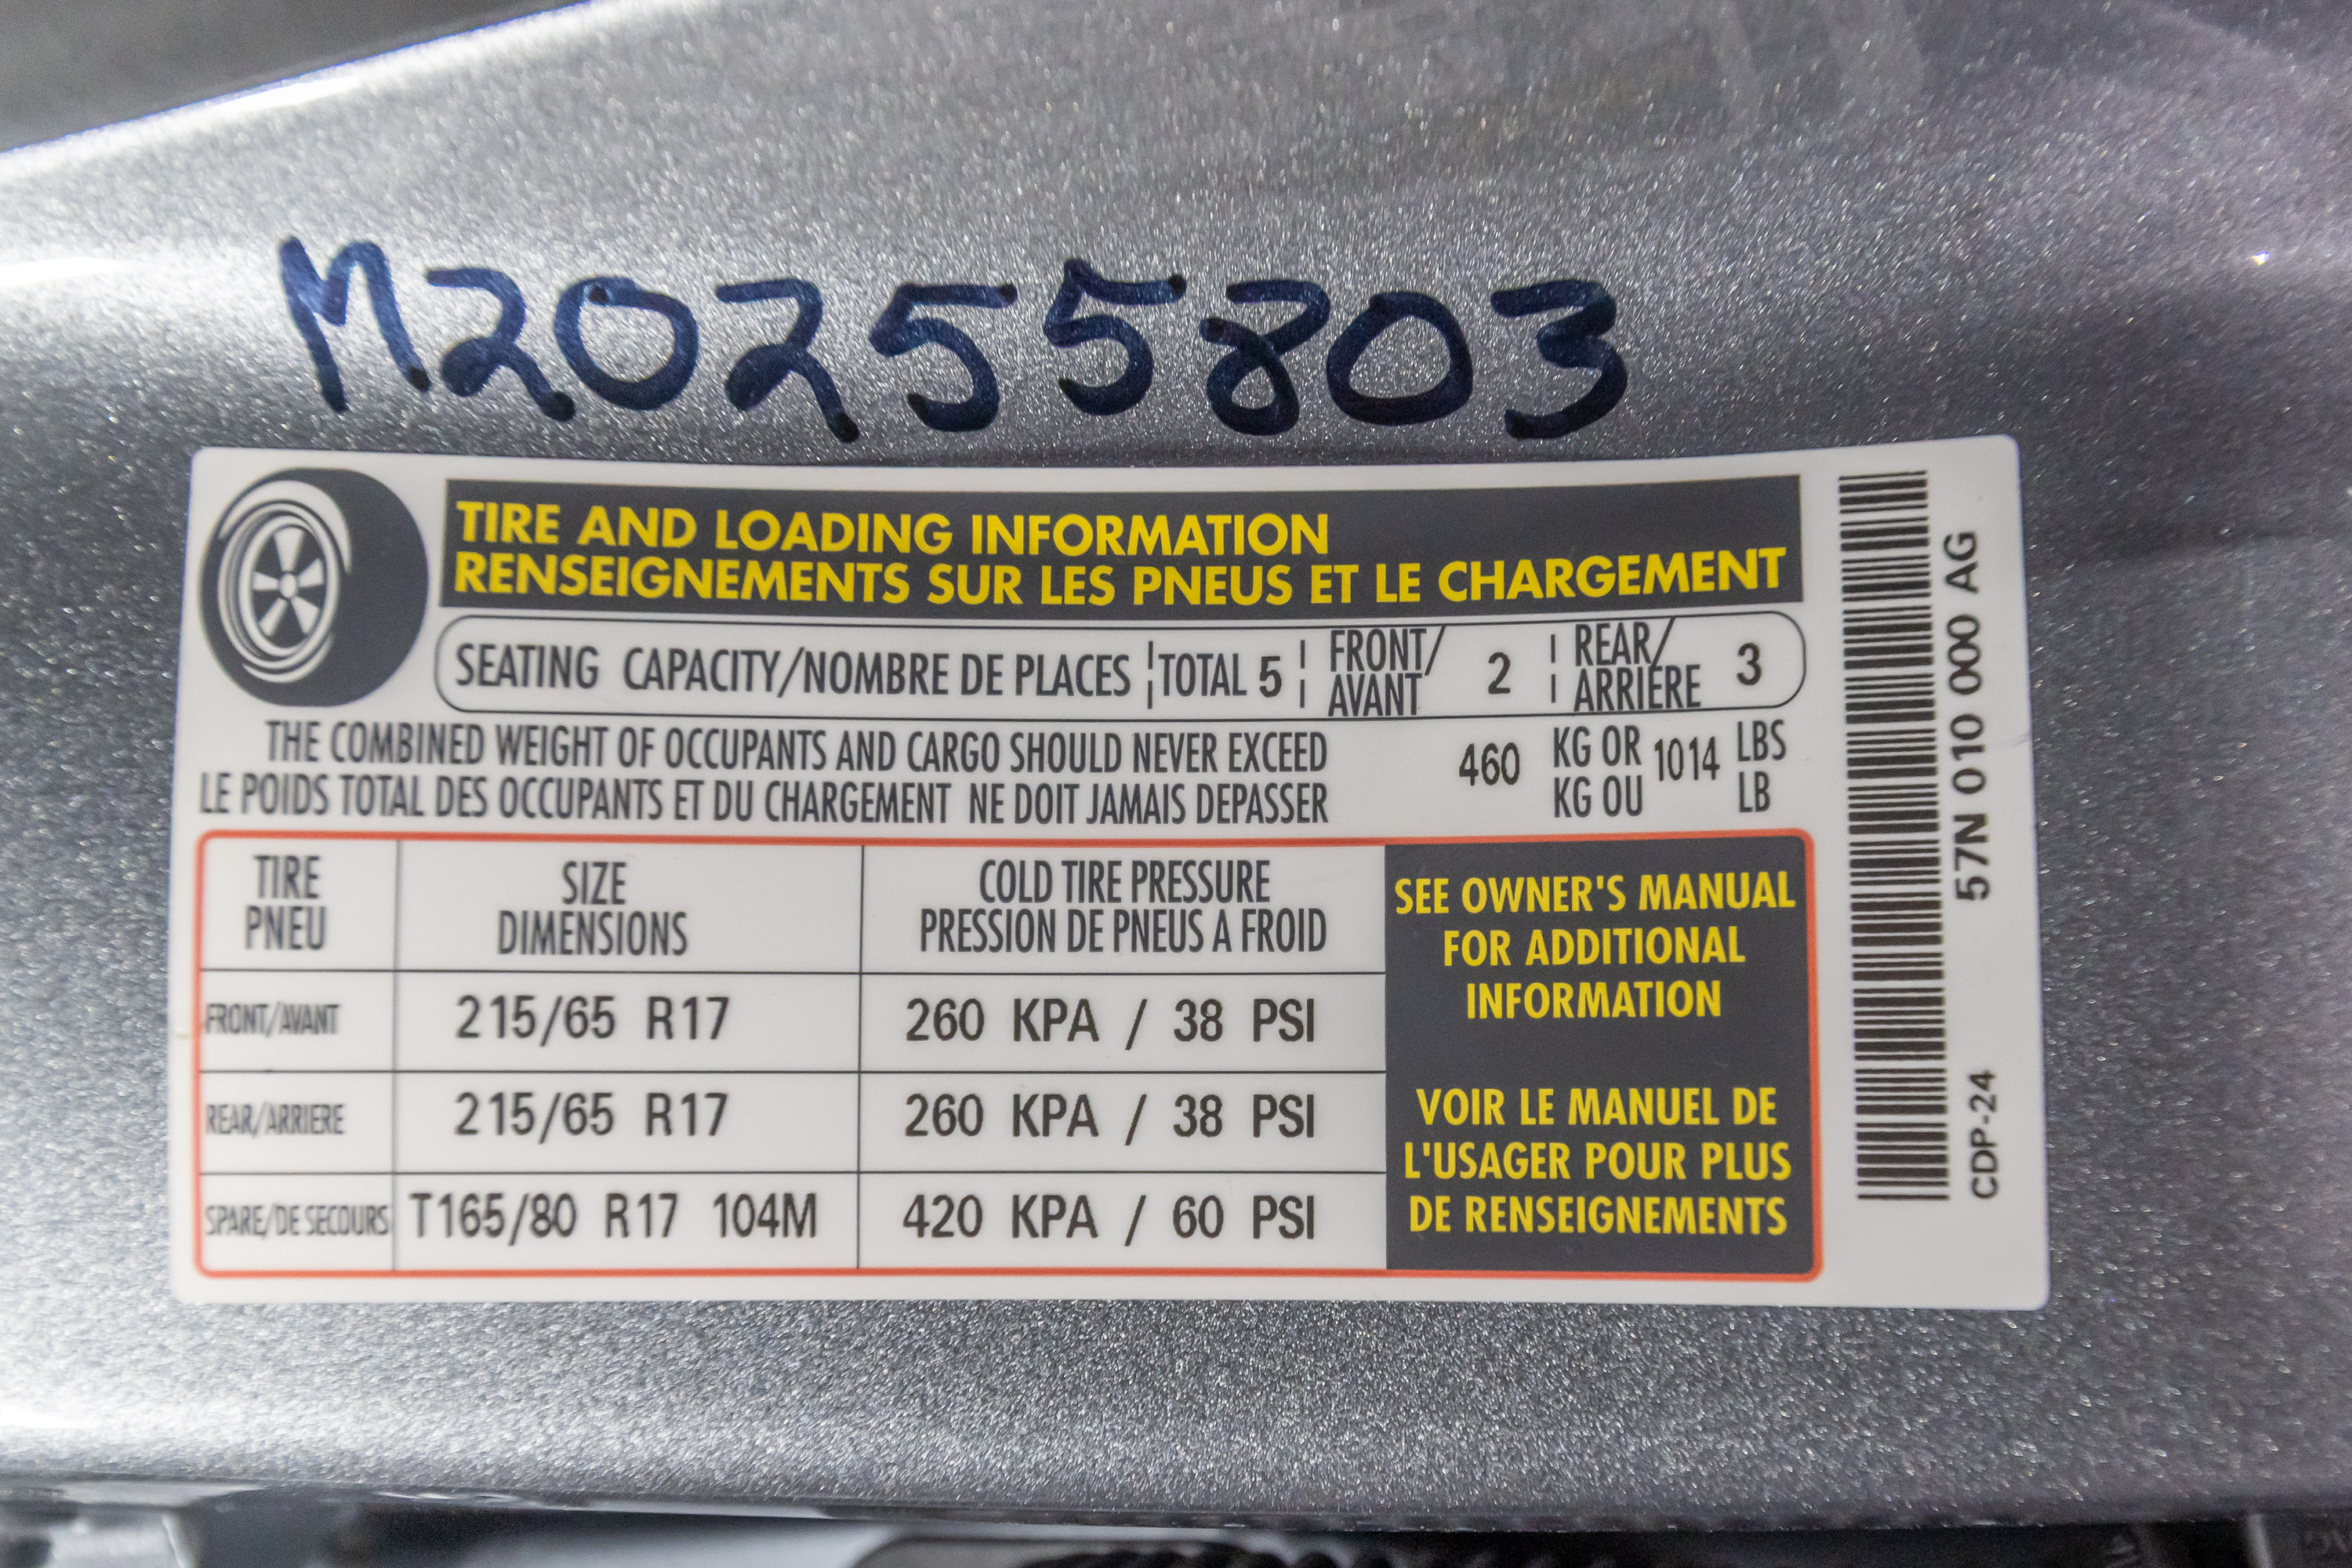 M20255803
TIRE AND LOADING INFORMATION
RENSEIGNEMENTS SUR LES PNEUS ET LE CHARGEMENT
SEATING CAPACITY/NOMBRE DE PLACES TOTAL 5 FRONT/AVANT 2 REAR/ARRIERE 3
THE COMBINED WEIGHT OF OCCUPANTS AND CARGO SHOULD NEVER EXCEED 460 KG OR 1014 LBS
LE POIDS TOTAL DES OCCUPANTS ET DU CHARGEMENT NE DOIT JAMAIS DEPASSER KG OU LB
TIRE SIZE COLD TIRE PRESSURE
PNEU DIMENSIONS PRESSION DE PNEUS A FROID
FRONT/AVANT 215/65 R17 260 KPA / 38 PSI
REAR/ARRIERE 215/65 R17 260 KPA / 38 PSI
SPARE/DE SECOURS T165/80 R17 104M 420 KPA / 60 PSI
SEE OWNER'S MANUAL
FOR ADDITIONAL
INFORMATION
VOIR LE MANUEL DE
L'USAGER POUR PLUS
DE RENSEIGNEMENTS
57N 010 000 AG
CDP-24